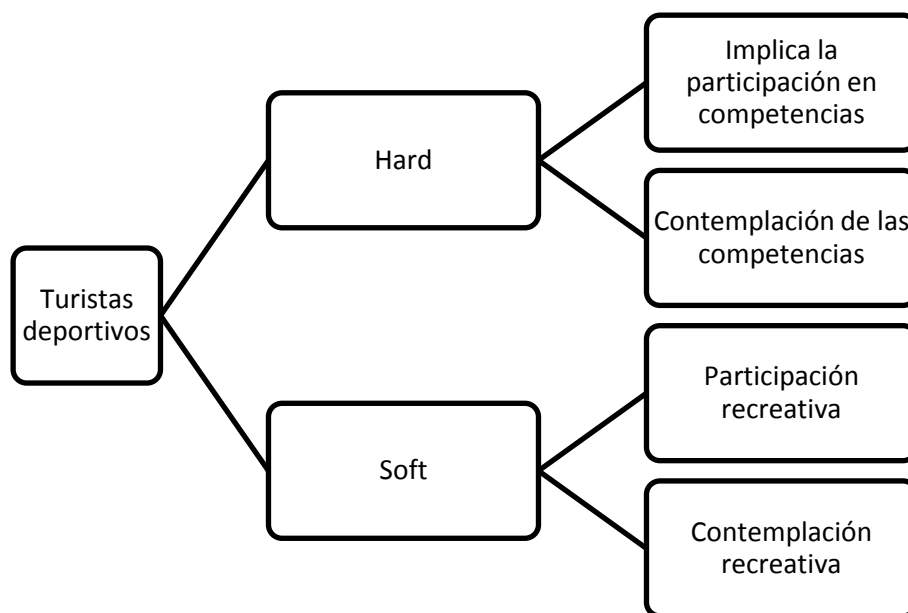 Turistas
deportivos
Hard
Implica la
participación en
competencias
Contemplación de las
competencias
Soft
Participación
recreativa
Contemplación
recreativa